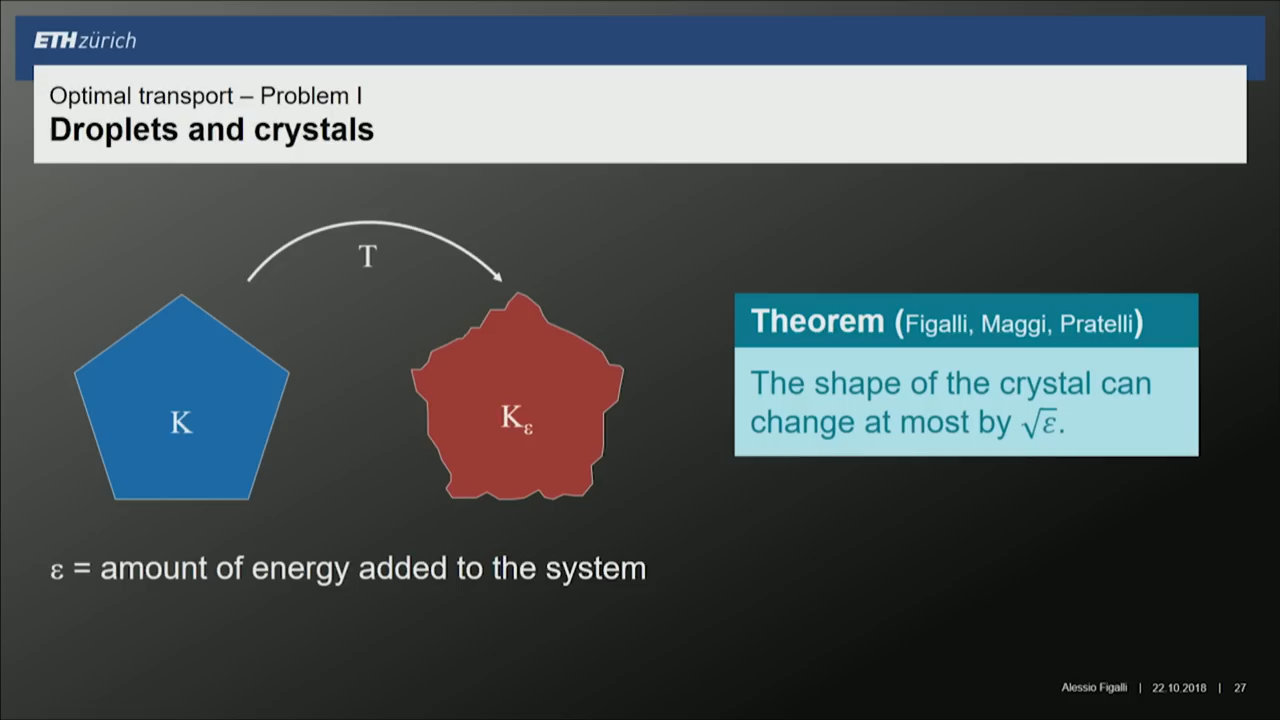 ETH zürich
Optimal transport – Problem I
Droplets and crystals
T
K
Kε
Theorem (Figalli, Maggi, Pratelli)
The shape of the crystal can
change at most by √ε.
ε = amount of energy added to the system
Alessio Figalli | 22.10.2018 | 27